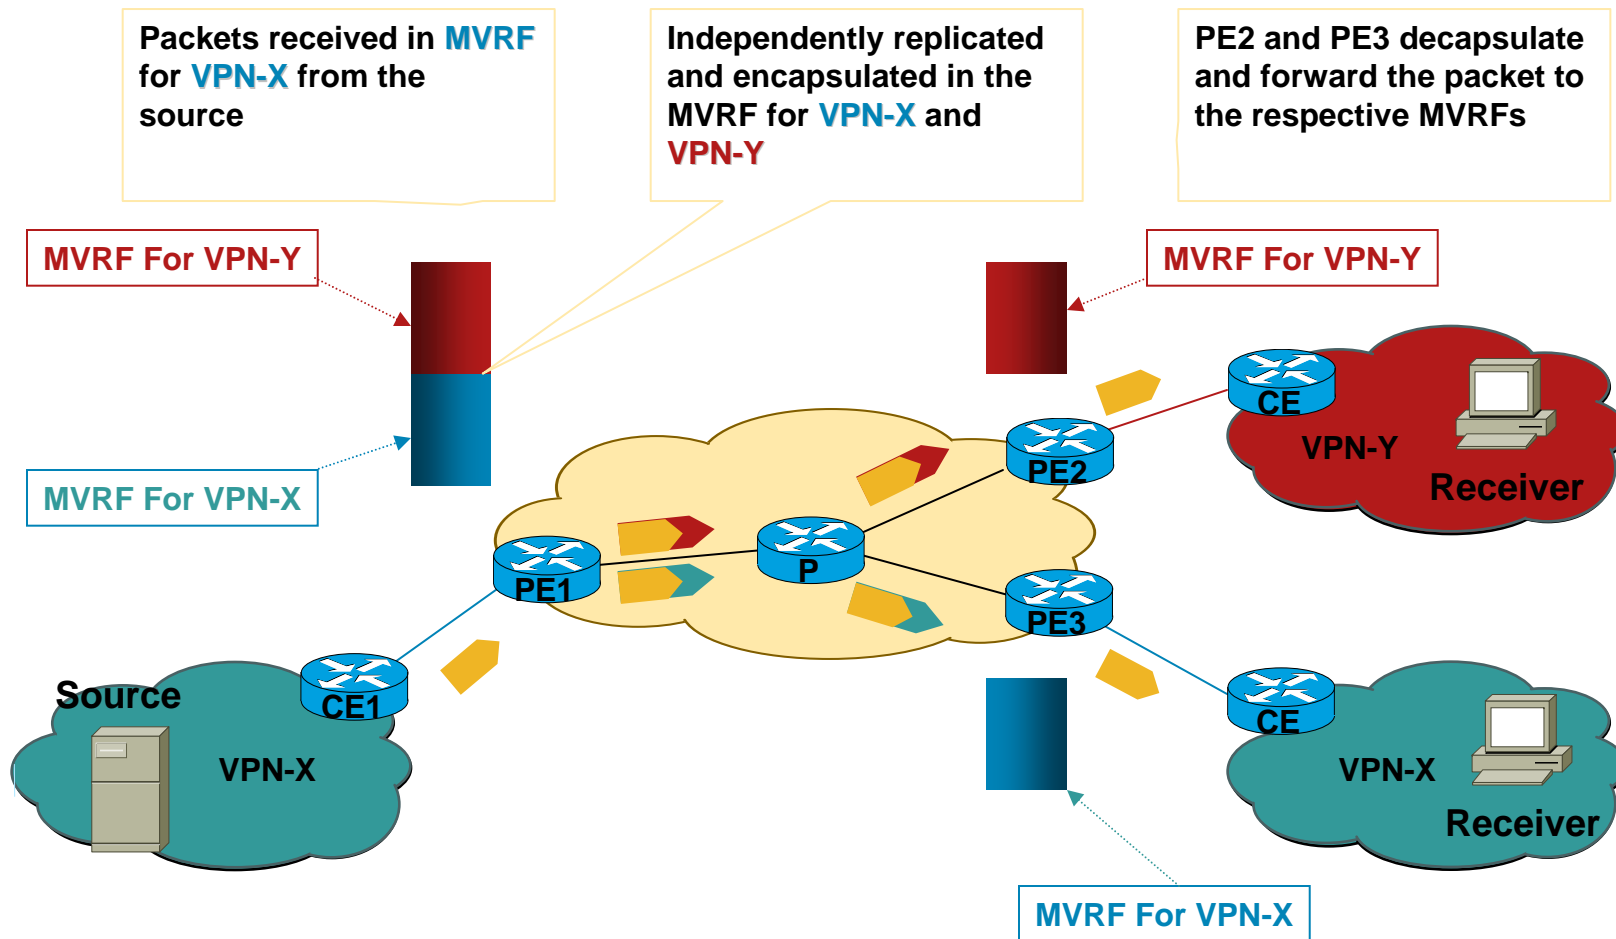 Packets received in MVRF
for VPN-X from the
source
Independently replicated
and encapsulated in the
MVRF for VPN-X and
VPN-Y
PE2 and PE3 decapsulate
and forward the packet to
the respective MVRFs
MVRF For VPN-Y
MVRF For VPN-Y
MVRF For VPN-X
CE
VPN-Y
Receiver
PE2
P
PE1
PE3
Source
CE1
VPN-X
CE
VPN-X
Receiver
MVRF For VPN-X